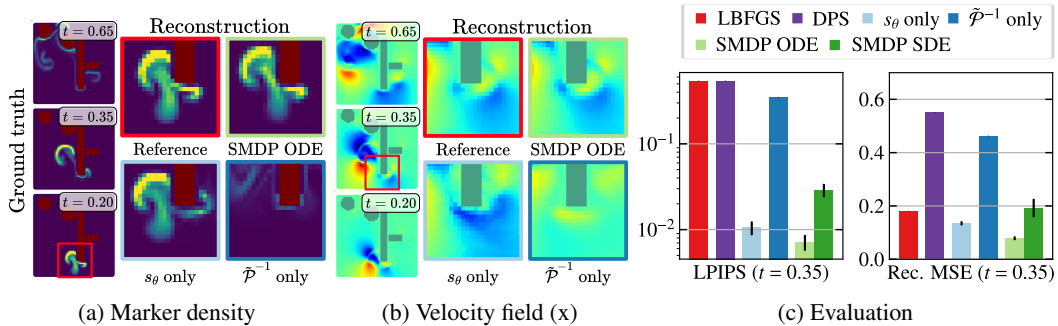 Ground truth
t = 0.65
t = 0.35
t = 0.20
Reconstruction
Reference
SMDP ODE
s_θ only
P̃⁻¹ only
(a) Marker density
t = 0.65
t = 0.35
t = 0.20
Reconstruction
Reference
SMDP ODE
s_θ only
P̃⁻¹ only
(b) Velocity field (x)
LBFGS DPS s_θ only P̃⁻¹ only
SMDP ODE SMDP SDE
10⁻¹
10⁻²
LPIPS (t = 0.35)
0.6
0.4
0.2
0.0
Rec. MSE (t = 0.35)
(c) Evaluation